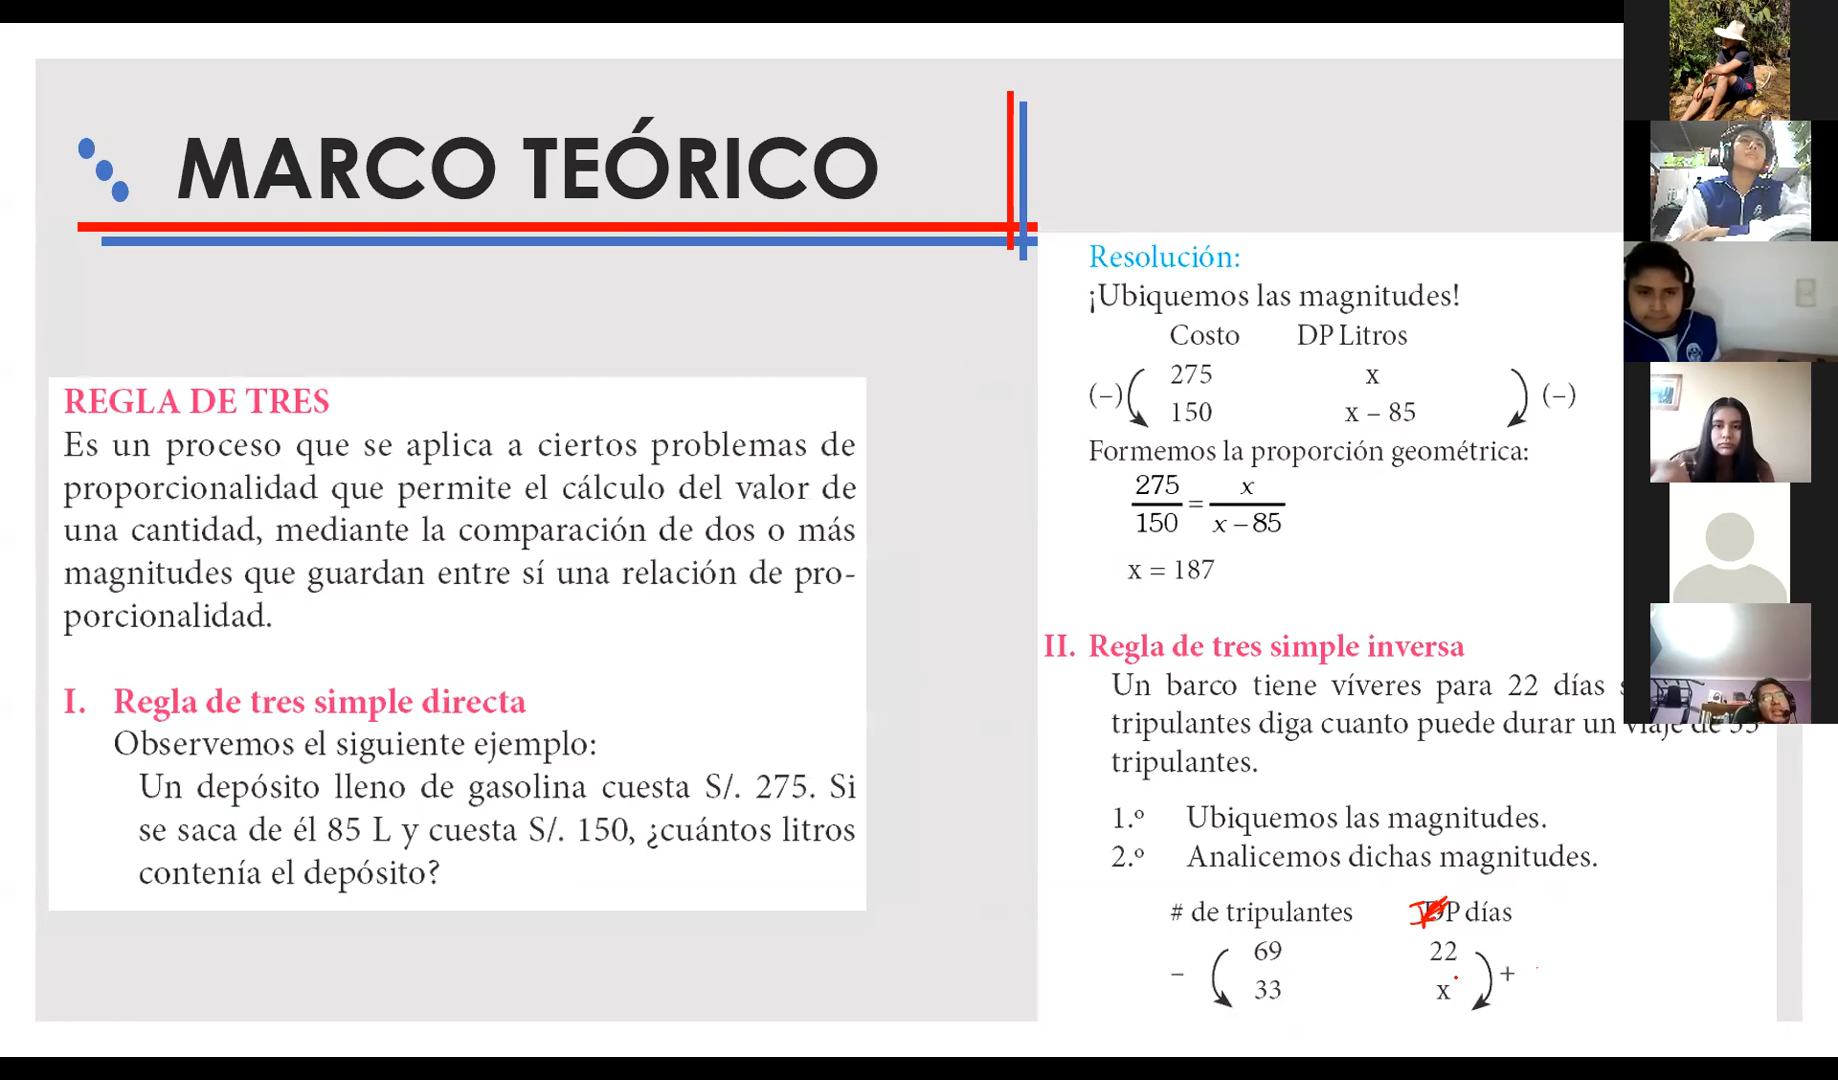 MARCO TEÓRICO
REGLA DE TRES
Es un proceso que se aplica a ciertos problemas de
proporcionalidad que permite el cálculo del valor de
una cantidad, mediante la comparación de dos o más
magnitudes que guardan entre sí una relación de pro-
porcionalidad.
I. Regla de tres simple directa
Observemos el siguiente ejemplo:
Un depósito lleno de gasolina cuesta S/. 275. Si
se saca de él 85 L y cuesta S/. 150, ¿cuántos litros
contenía el depósito?
Resolución:
¡Ubiquemos las magnitudes!
Costo DP Litros
(–) 275 x (–)
150 x – 85
Formemos la proporción geométrica:
275/150 = x/(x – 85)
x = 187
II. Regla de tres simple inversa
Un barco tiene víveres para 22 días
tripulantes diga cuanto puede durar un viaje de 33
tripulantes.
1.º Ubiquemos las magnitudes.
2.º Analicemos dichas magnitudes.
# de tripulantes IP días
69 22
– +
33 x